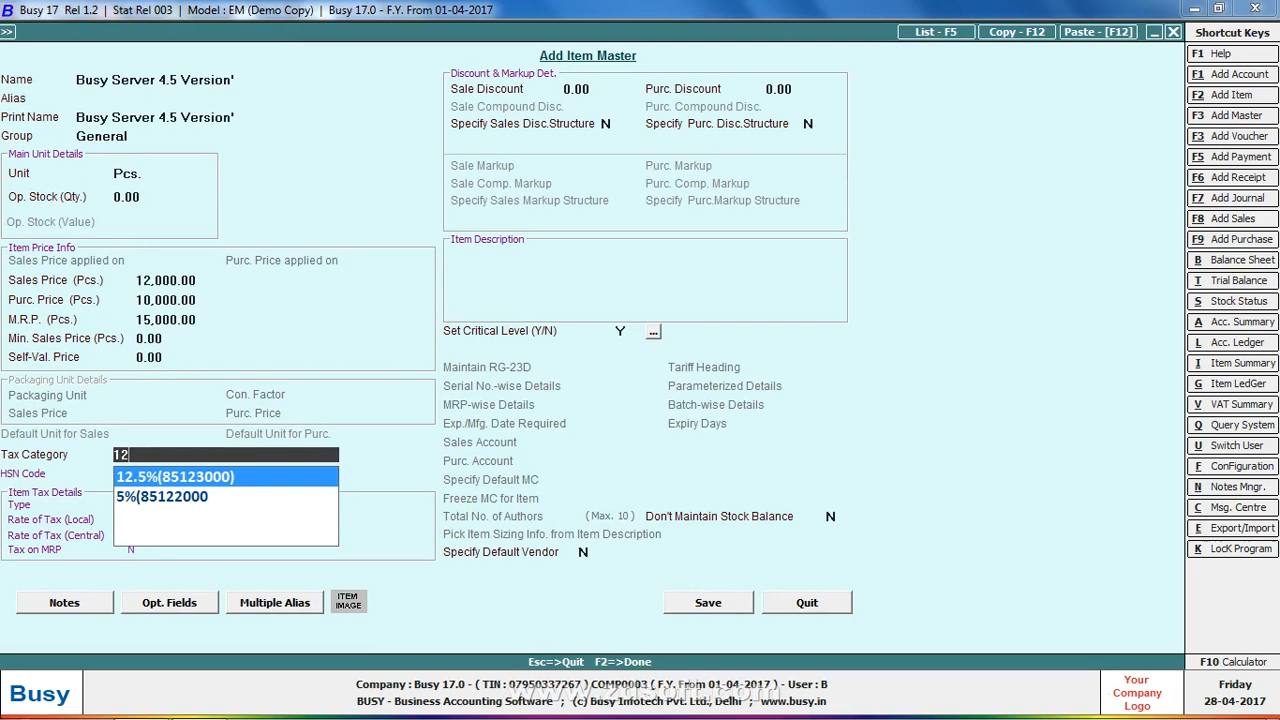 Busy 17 Rel 1.2 | Stat Rel 003 | Model : EM (Demo Copy) | Busy 17.0 - F.Y. From 01-04-2017
>> List - F5 Copy - F12 Paste - [F12] Shortcut Keys
Add Item Master
Name Busy Server 4.5 Version'
Alias
Print Name Busy Server 4.5 Version'
Group General
Main Unit Details
Unit Pcs.
Op. Stock (Qty.) 0.00
Op. Stock (Value)
Item Price Info
Sales Price applied on Purc. Price applied on
Sales Price (Pcs.) 12,000.00
Purc. Price (Pcs.) 10,000.00
M.R.P. (Pcs.) 15,000.00
Min. Sales Price (Pcs.) 0.00
Self-Val. Price 0.00
Packaging Unit Details
Packaging Unit Con. Factor
Sales Price Purc. Price
Default Unit for Sales Default Unit for Purc.
Tax Category 12
HSN Code 12.5%(85123000)
5%(85122000
Item Tax Details
Type
Rate of Tax (Local)
Rate of Tax (Central)
Tax on MRP N
Discount & Markup Det.
Sale Discount 0.00 Purc. Discount 0.00
Sale Compound Disc. Purc. Compound Disc.
Specify Sales Disc.Structure N Specify Purc. Disc.Structure N
Sale Markup Purc. Markup
Sale Comp. Markup Purc. Comp. Markup
Specify Sales Markup Structure Specify Purc.Markup Structure
Item Description
Set Critical Level (Y/N) Y ...
Maintain RG-23D Tariff Heading
Serial No.-wise Details Parameterized Details
MRP-wise Details Batch-wise Details
Exp./Mfg. Date Required Expiry Days
Sales Account
Purc. Account
Specify Default MC
Freeze MC for Item
Total No. of Authors (Max. 10) Don't Maintain Stock Balance N
Pick Item Sizing Info. from Item Description
Specify Default Vendor N
Notes Opt. Fields Multiple Alias ITEM IMAGE Save Quit
Esc=>Quit F2=>Done
F1 Help
F1 Add Account
F2 Add Item
F3 Add Master
F3 Add Voucher
F5 Add Payment
F6 Add Receipt
F7 Add Journal
F8 Add Sales
F9 Add Purchase
B Balance Sheet
T Trial Balance
S Stock Status
A Acc. Summary
L Acc. Ledger
I Item Summary
G Item LedGer
V VAT Summary
Q Query System
U Switch User
F ConFiguration
N Notes Mngr.
C Msg. Centre
E Export/Import
K LocK Program
F10 Calculator
Busy
Company : Busy 17.0 - ( TIN : 07950337267 ) COMP0003 ( F.Y. From 01-04-2017 ) - User : B
BUSY - Business Accounting Software ; (c) Busy Infotech Pvt. Ltd., Delhi ; www.busy.in
www.zdsoft.com
Your
Company
Logo
Friday
28-04-2017